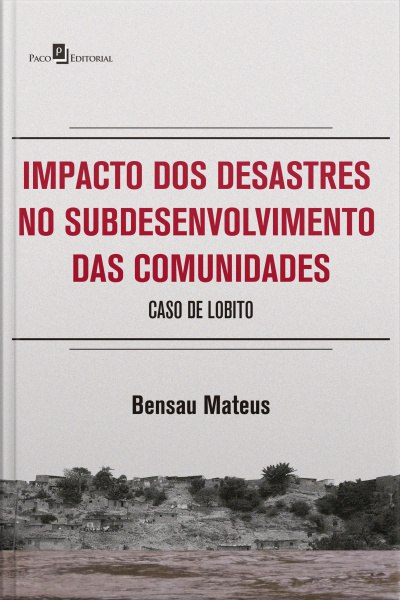 PACO EDITORIAL
IMPACTO DOS DESASTRES
NO SUBDESENVOLVIMENTO
DAS COMUNIDADES
CASO DE LOBITO
Bensau Mateus